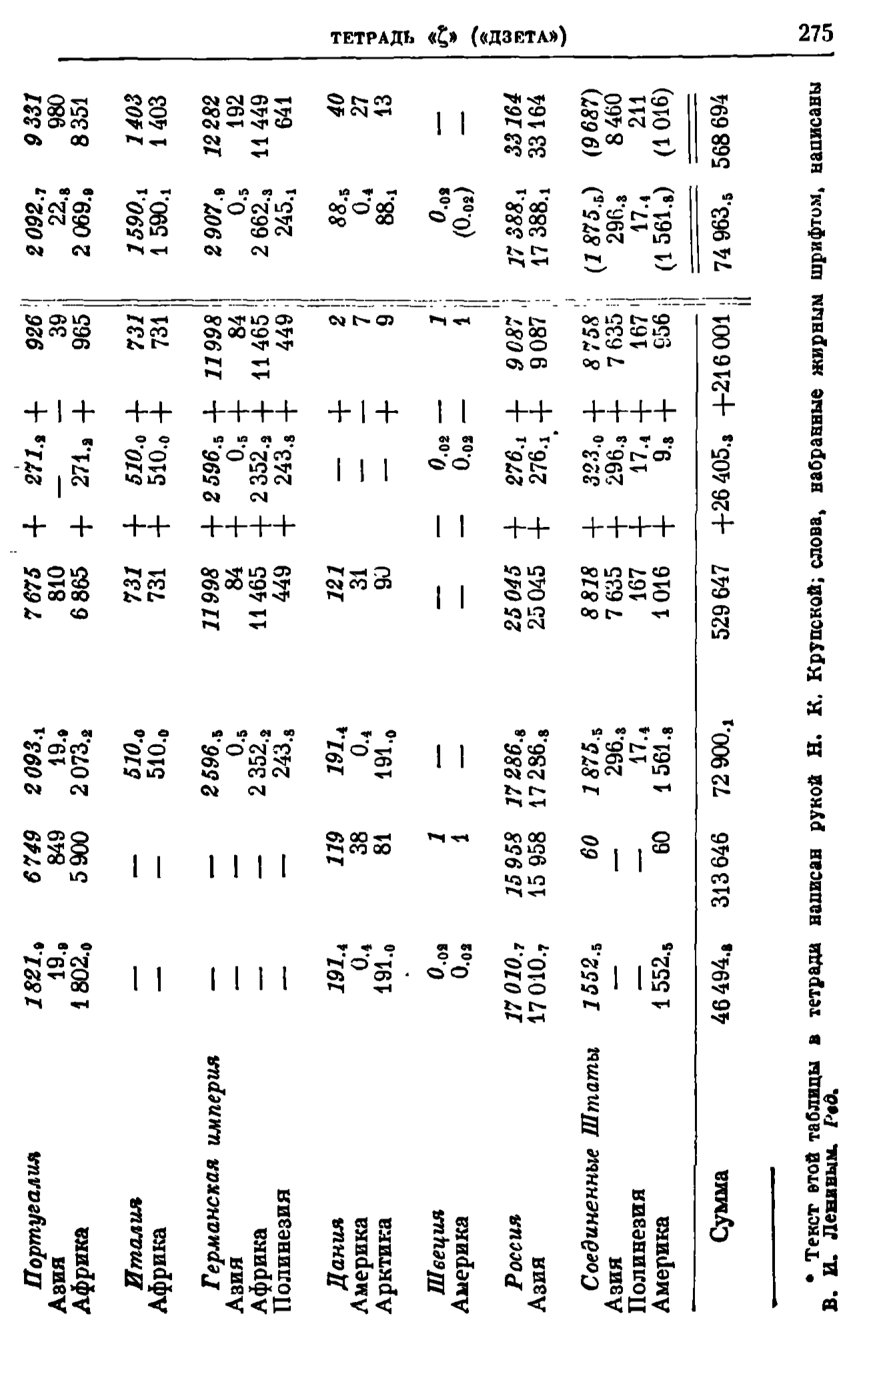 ТЕТРАДЬ «ζ» («ДЗЕТА») 275
Португалия 1821.9 6749 2093.1 7675 + 271.2 + 926 2092.7 9331
Азия 19.9 849 19.9 810 — — 39 22.8 980
Африка 1802.0 5900 2073.2 6865 + 271.2 + 965 2069.9 8351
Италия — — 510.0 731 + 510.0 + 731 1590.1 1403
Африка — — 510.0 731 + 510.0 + 731 1590.1 1403
Германская империя — — 2596.5 11998 + 2596.5 + 11998 2907.9 12282
Азия — — 0.5 84 + 0.5 + 84 0.5 192
Африка — — 2352.2 11465 + 2352.2 + 11465 2662.3 11449
Полинезия — — 243.8 449 + 243.8 + 449 245.1 641
Дания 191.4 119 191.4 121 — + 2 88.5 40
Америка 0.4 38 0.4 31 — — 7 0.4 27
Арктика 191.0 81 191.0 90 — + 9 88.1 13
Швеция 0.02 1 — — — 0.02 — 1 0.02 —
Америка 0.02 1 — — — 0.02 — 1 (0.02) —
Россия 17010.7 15958 17286.8 25045 + 276.1 + 9087 17388.1 33164
Азия 17010.7 15958 17286.8 25045 + 276.1 + 9087 17388.1 33164
Соединенные Штаты 1552.5 60 1875.5 8818 + 323.0 + 8758 (1875.5) (9687)
Азия — — 296.3 7635 + 296.3 + 7635 296.3 8460
Полинезия — — 17.4 167 + 17.4 + 167 17.4 211
Америка 1552.5 60 1561.8 1016 + 9.3 + 956 (1561.8) (1016)
Сумма 46494.8 313646 72900.1 529647 +26405.3 +216001 74963.5 568694
* Текст этой таблицы в тетради написан рукой Н. К. Крупской; слова, набранные жирным шрифтом, написаны
В. И. Лениным. Ред.